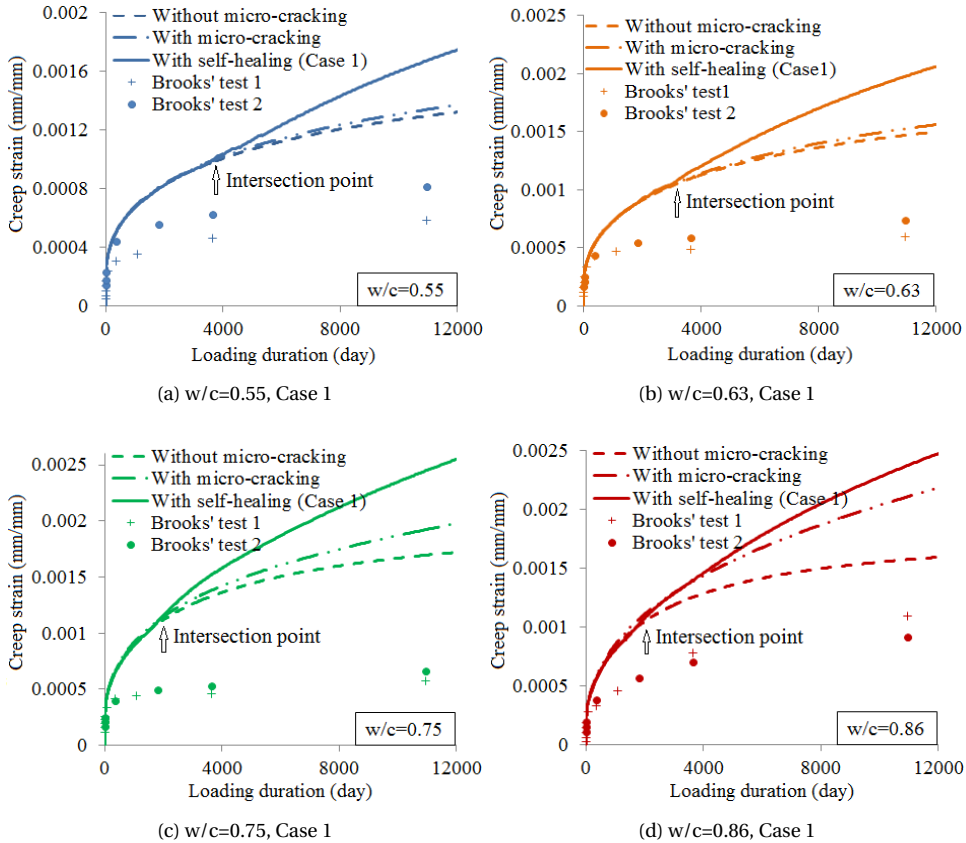 0.002
0.0016
0.0012
0.0008
0.0004
0
0
4000
8000
12000
Creep strain (mm/mm)
Loading duration (day)
Without micro-cracking
With micro-cracking
With self-healing (Case 1)
Brooks' test 1
Brooks' test 2
Intersection point
w/c=0.55
(a) w/c=0.55, Case 1
0.0025
0.002
0.0015
0.001
0.0005
0
0
4000
8000
12000
Creep strain (mm/mm)
Loading duration (day)
Without micro-cracking
With micro-cracking
With self-healing (Case1)
Brooks' test1
Brooks' test 2
Intersection point
w/c=0.63
(b) w/c=0.63, Case 1
0.0025
0.002
0.0015
0.001
0.0005
0
0
4000
8000
12000
Creep strain (mm/mm)
Loading duration (day)
Without micro-cracking
With micro-cracking
With self-healing (Case 1)
Brooks' test 1
Brooks' test 2
Intersection point
w/c=0.75
(c) w/c=0.75, Case 1
0.0025
0.002
0.0015
0.001
0.0005
0
0
4000
8000
12000
Creep strain (mm/mm)
Loading duration (day)
Without micro-cracking
With micro-cracking
With self-healing (Case 1)
Brooks' test 1
Brooks' test 2
Intersection point
w/c=0.86
(d) w/c=0.86, Case 1